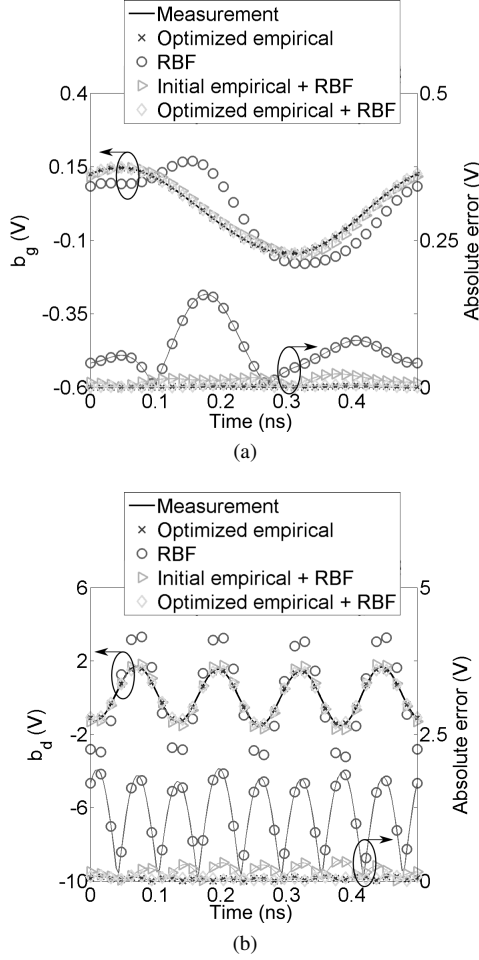 Measurement
Optimized empirical
RBF
Initial empirical + RBF
Optimized empirical + RBF
0.4
0.15
-0.1
-0.35
-0.6
b_g (V)
0.5
0.25
0
Absolute error (V)
0 0.1 0.2 0.3 0.4
Time (ns)
(a)
Measurement
Optimized empirical
RBF
Initial empirical + RBF
Optimized empirical + RBF
6
2
-2
-6
-10
b_d (V)
5
2.5
0
Absolute error (V)
0 0.1 0.2 0.3 0.4
Time (ns)
(b)